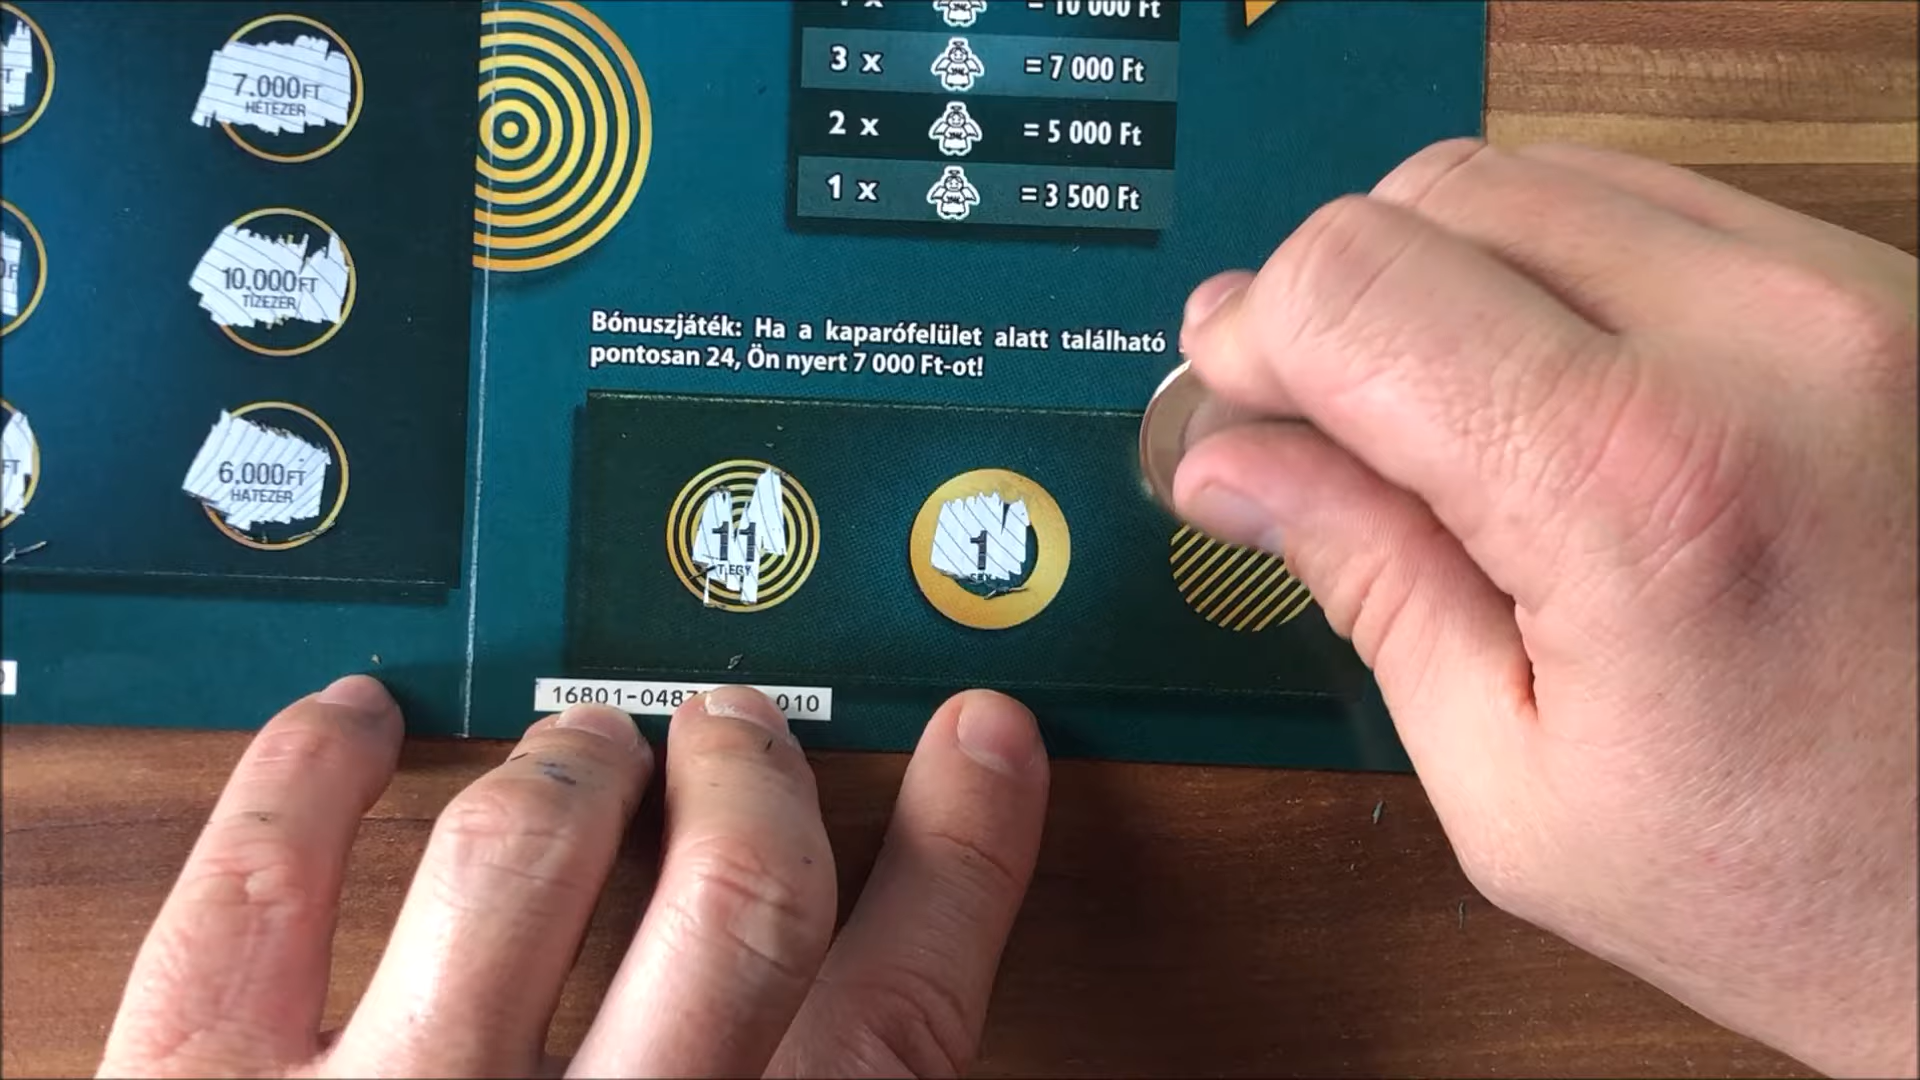 7.000FT
HÉTEZER
10.000FT
TÍZEZER
6.000FT
HATEZER
= 10 000 Ft
3 x = 7 000 Ft
2 x = 5 000 Ft
1 x = 3 500 Ft
Bónuszjáték: Ha a kaparófelület alatt található
pontosan 24, Ön nyert 7 000 Ft-ot!
11
1
16801-048 010